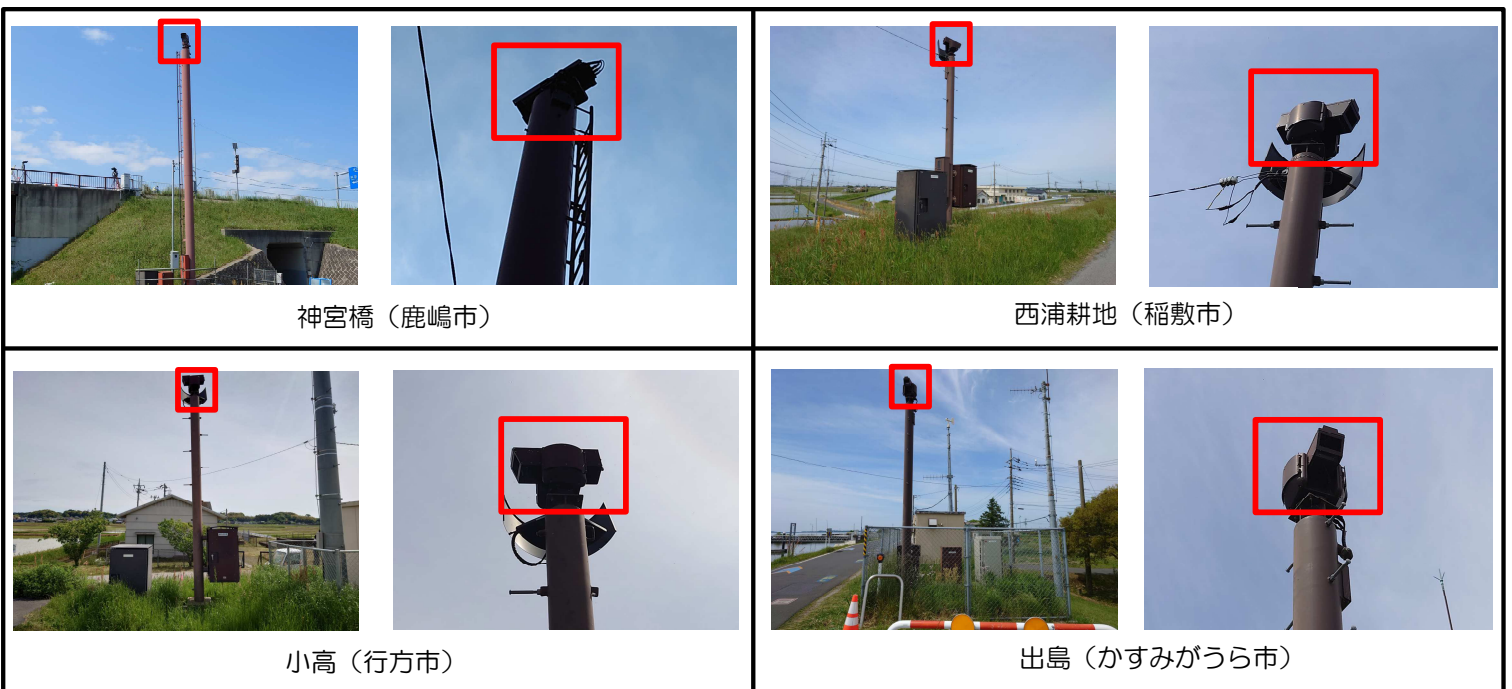 神宮橋（鹿嶋市）
西浦耕地（稲敷市）
小高（行方市）
出島（かすみがうら市）